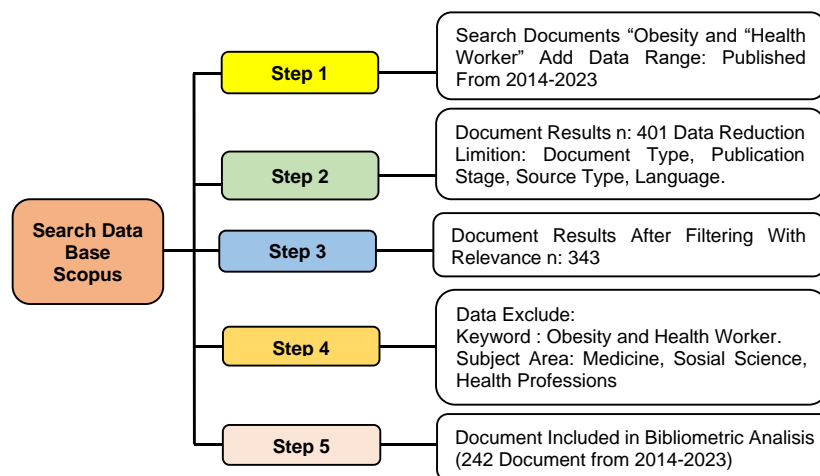 Search Data
Base
Scopus
Step 1
Search Documents “Obesity and “Health
Worker” Add Data Range: Published
From 2014-2023
Step 2
Document Results n: 401 Data Reduction
Limition: Document Type, Publication
Stage, Source Type, Language.
Step 3
Document Results After Filtering With
Relevance n: 343
Step 4
Data Exclude:
Keyword : Obesity and Health Worker.
Subject Area: Medicine, Sosial Science,
Health Professions
Step 5
Document Included in Bibliometric Analisis
(242 Document from 2014-2023)